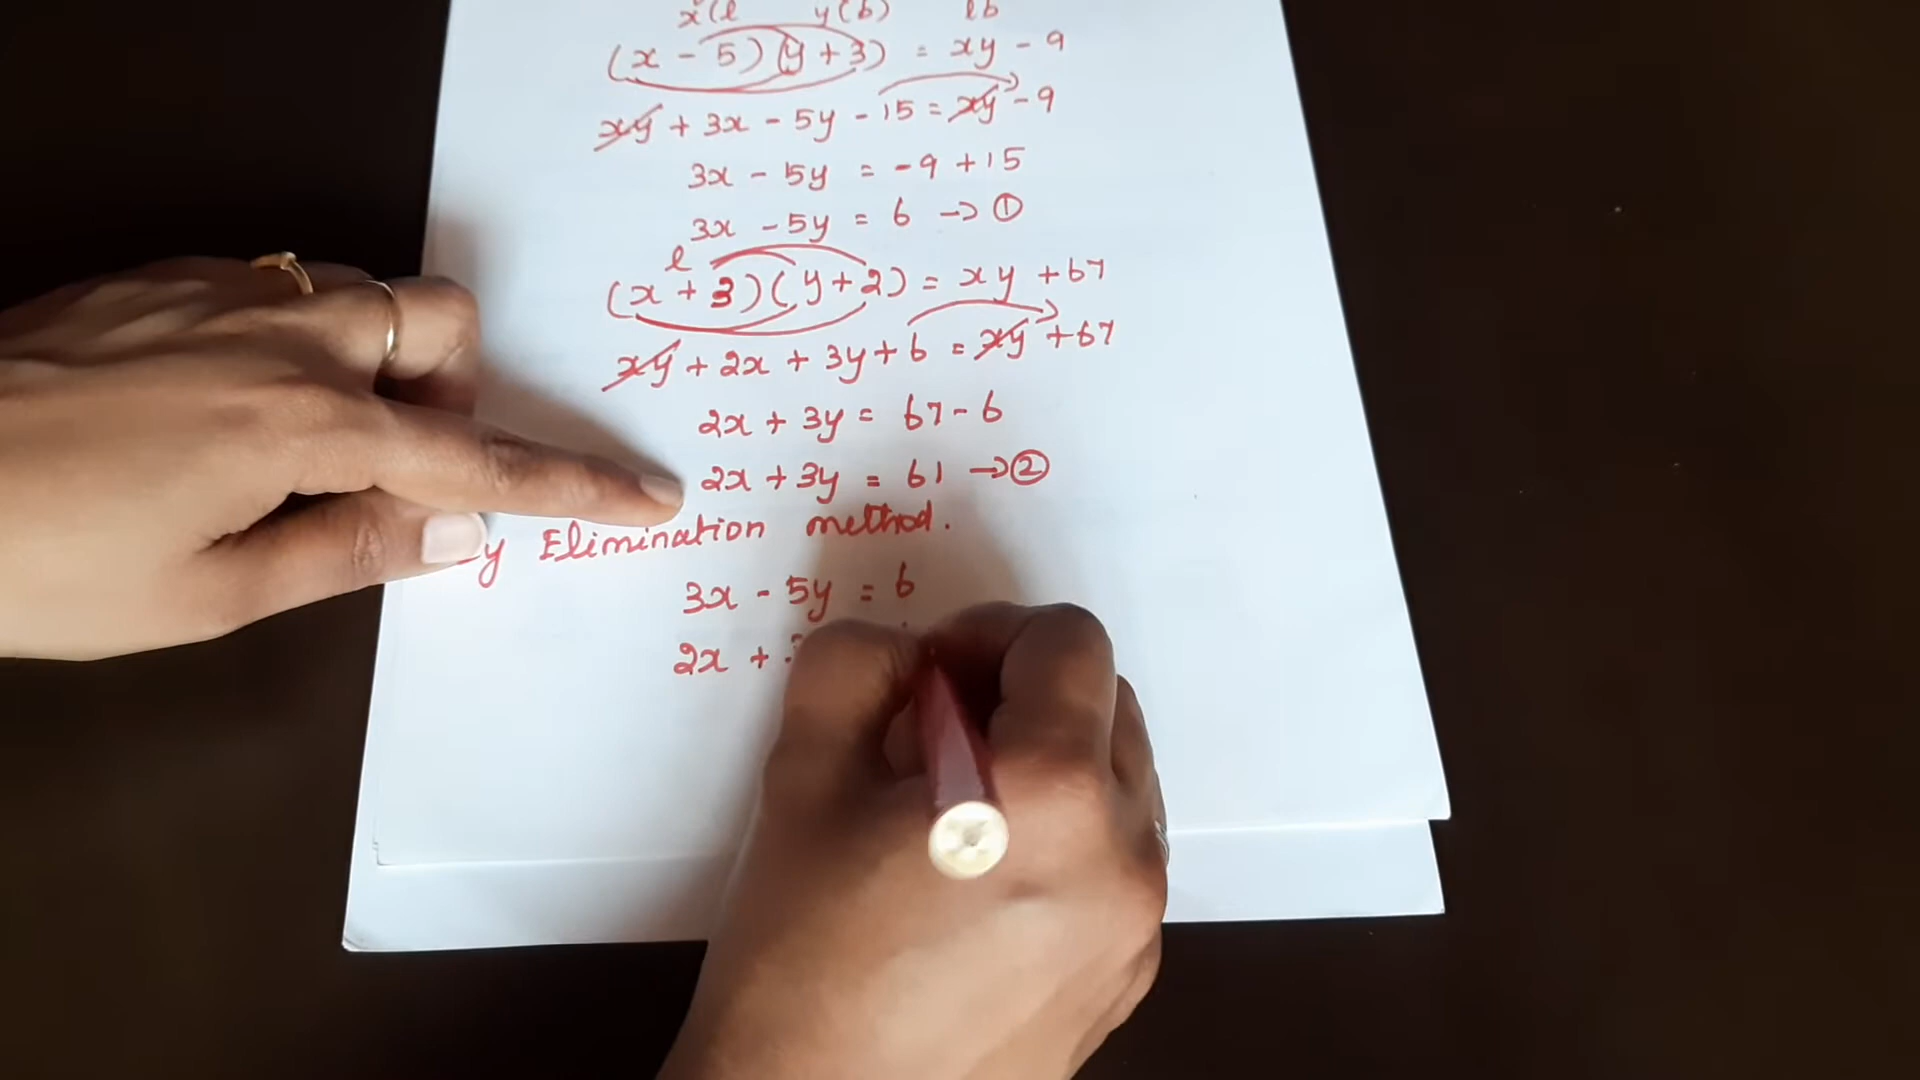 x(l y(b) lb
(x - 5)(y + 3) = xy - 9
xy + 3x - 5y - 15 = xy - 9
3x - 5y = -9 + 15
3x - 5y = 6 → ①
l
(x + 3)(y + 2) = xy + 67
xy + 2x + 3y + 6 = xy + 67
2x + 3y = 67 - 6
2x + 3y = 61 → ②
Elimination method.
3x - 5y = 6
2x +